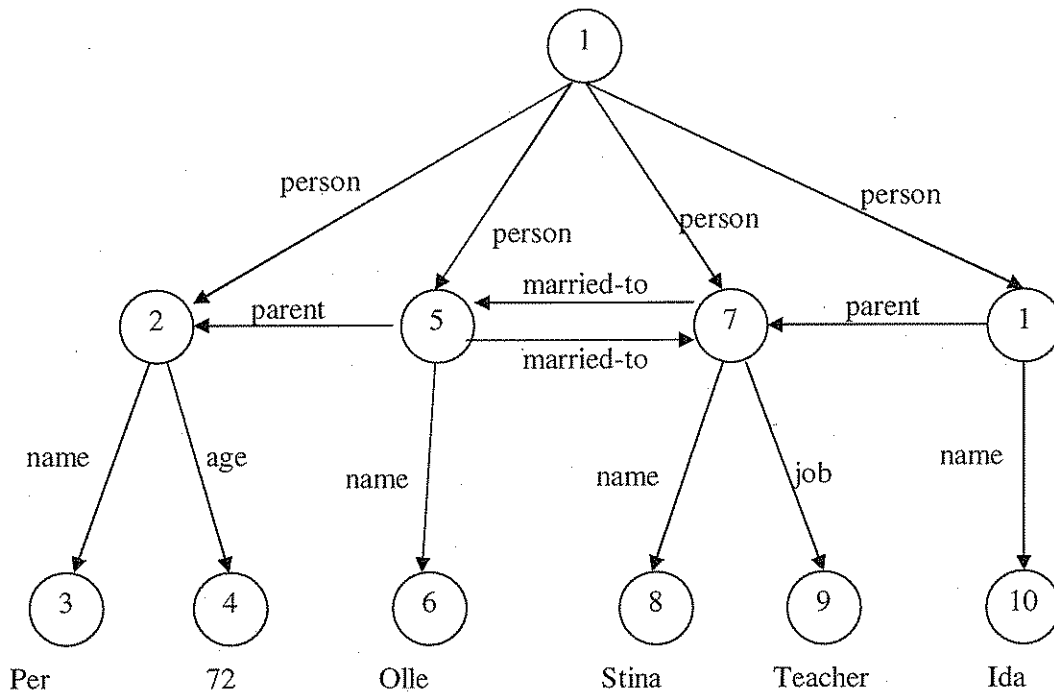 1
person
person
person
person
2
parent
5
married-to
married-to
7
parent
1
name
age
name
name
job
name
3
4
6
8
9
10
Per
72
Olle
Stina
Teacher
Ida